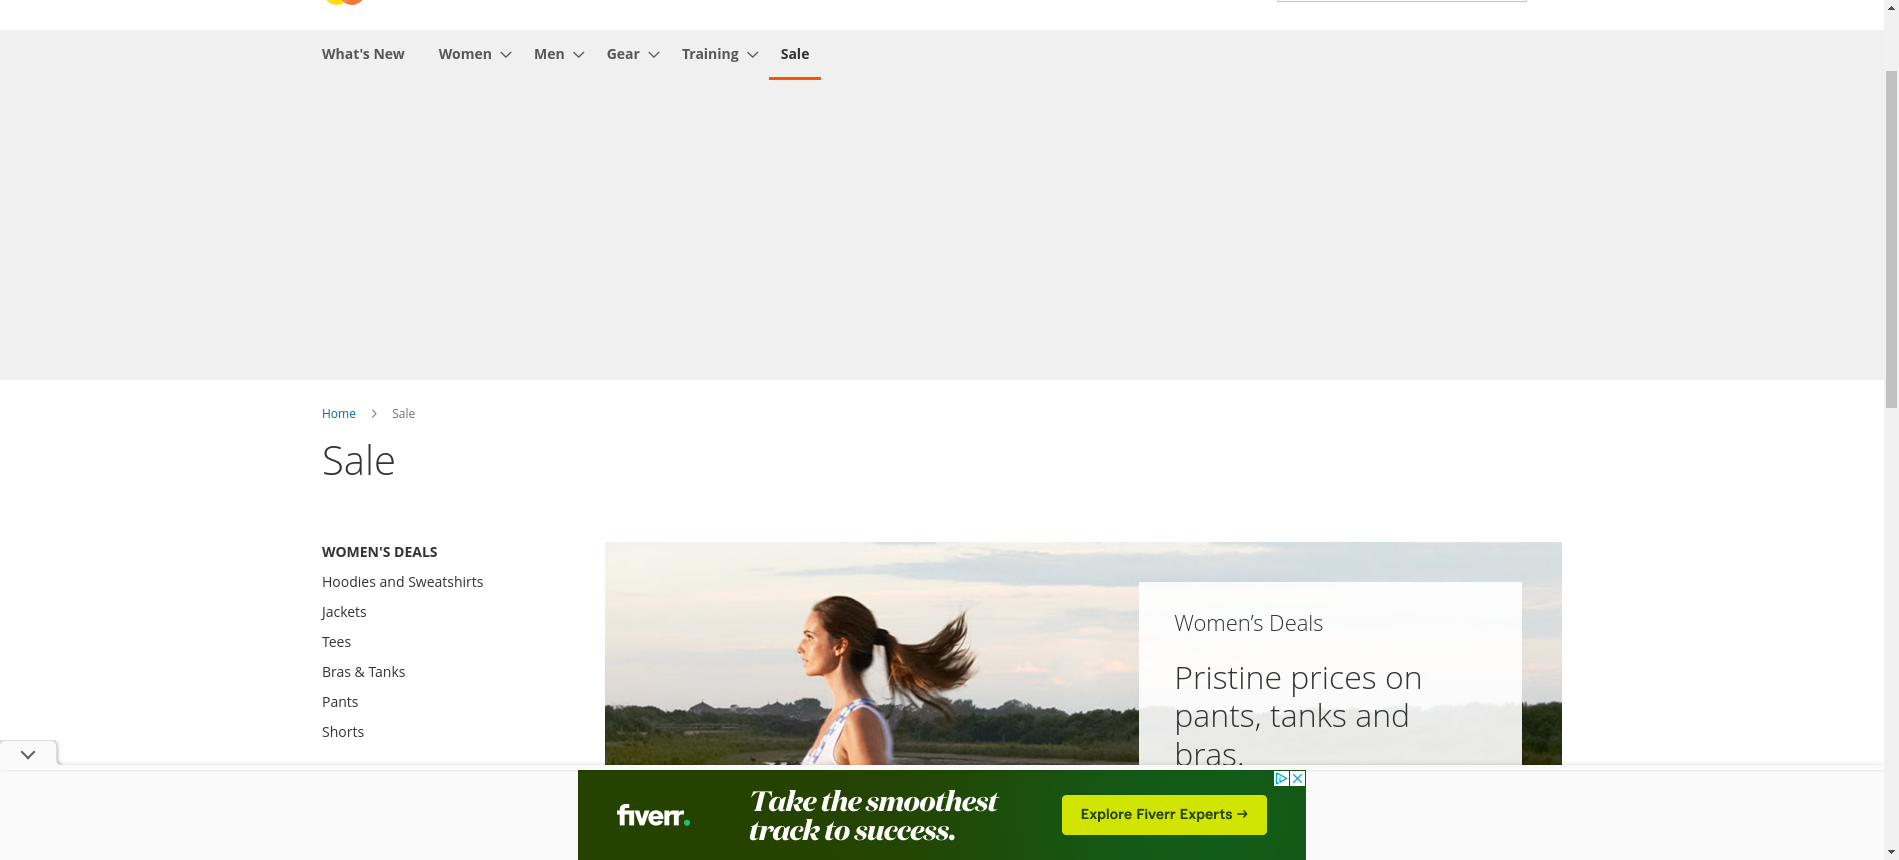 What's New Women Men Gear Training Sale
Home Sale
Sale
WOMEN'S DEALS
Hoodies and Sweatshirts
Jackets
Tees
Bras & Tanks
Pants
Shorts
Women’s Deals
Pristine prices on
pants, tanks and
bras.
fiverr.
Take the smoothest
track to success.
Explore Fiverr Experts →